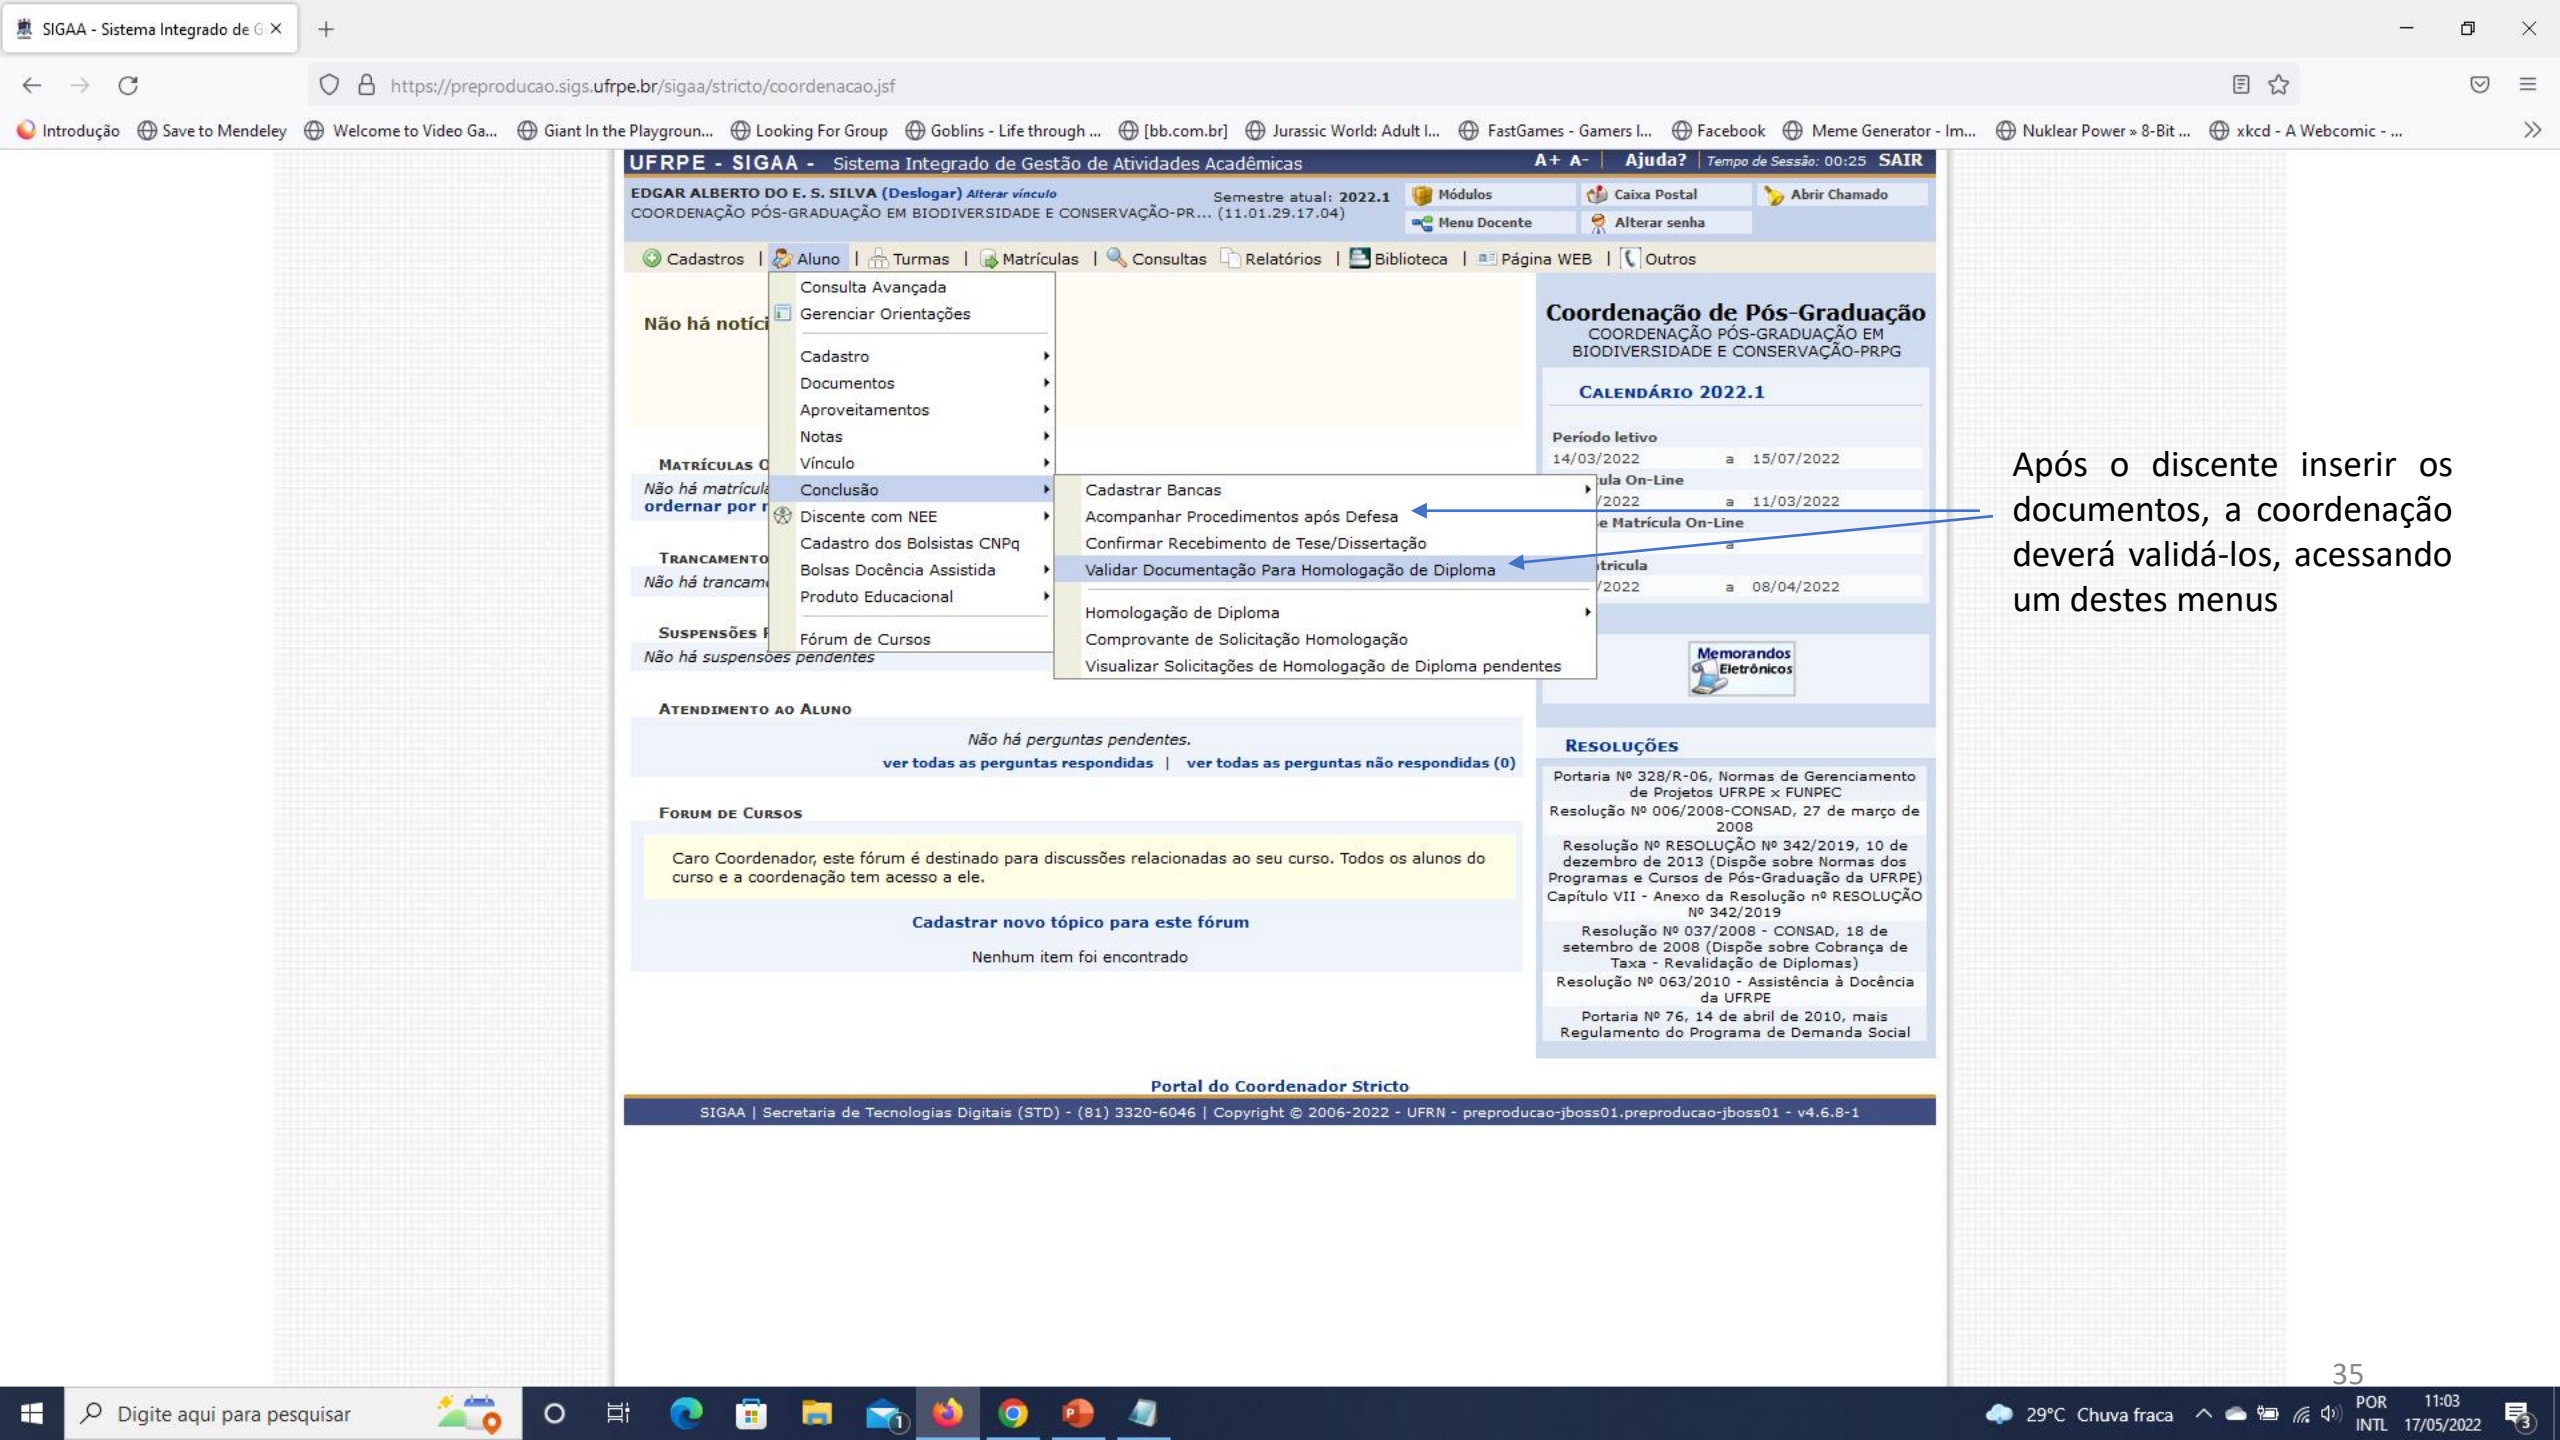 SIGAA - Sistema Integrado de G
https://preproducao.sigs.ufrpe.br/sigaa/stricto/coordenacao.jsf
Introdução Save to Mendeley Welcome to Video Ga... Giant In the Playgroun... Looking For Group Goblins - Life through ... [bb.com.br] Jurassic World: Adult I... FastGames - Gamers I... Facebook Meme Generator - Im... Nuklear Power » 8-Bit ... xkcd - A Webcomic - ...
UFRPE - SIGAA - Sistema Integrado de Gestão de Atividades Acadêmicas A+ A- | Ajuda? | Tempo de Sessão: 00:25 SAIR
EDGAR ALBERTO DO E. S. SILVA (Deslogar) Alterar vínculo
COORDENAÇÃO PÓS-GRADUAÇÃO EM BIODIVERSIDADE E CONSERVAÇÃO-PR... (11.01.29.17.04)
Semestre atual: 2022.1
Módulos Caixa Postal Abrir Chamado
Menu Docente Alterar senha
Cadastros | Aluno | Turmas | Matrículas | Consultas Relatórios | Biblioteca | Página WEB | Outros
Não há notíci
Consulta Avançada
Gerenciar Orientações
Cadastro
Documentos
Aproveitamentos
Notas
Vínculo
Conclusão
Discente com NEE
Cadastro dos Bolsistas CNPq
Bolsas Docência Assistida
Produto Educacional
Fórum de Cursos
Cadastrar Bancas
Acompanhar Procedimentos após Defesa
Confirmar Recebimento de Tese/Dissertação
Validar Documentação Para Homologação de Diploma
Homologação de Diploma
Comprovante de Solicitação Homologação
Visualizar Solicitações de Homologação de Diploma pendentes
MATRÍCULAS O
Não há matrícula
ordernar por
TRANCAMENTO
Não há trancam
SUSPENSÕES
Não há suspensões pendentes
ATENDIMENTO AO ALUNO
Não há perguntas pendentes.
ver todas as perguntas respondidas | ver todas as perguntas não respondidas (0)
FORUM DE CURSOS
Caro Coordenador, este fórum é destinado para discussões relacionadas ao seu curso. Todos os alunos do
curso e a coordenação tem acesso a ele.
Cadastrar novo tópico para este fórum
Nenhum item foi encontrado
Coordenação de Pós-Graduação
COORDENAÇÃO PÓS-GRADUAÇÃO EM
BIODIVERSIDADE E CONSERVAÇÃO-PRPG
CALENDÁRIO 2022.1
Período letivo
14/03/2022 a 15/07/2022
ula On-Line
/2022 a 11/03/2022
e Matrícula On-Line
a
tricula
/2022 a 08/04/2022
Memorandos
Eletrônicos
RESOLUÇÕES
Portaria Nº 328/R-06, Normas de Gerenciamento
de Projetos UFRPE x FUNPEC
Resolução Nº 006/2008-CONSAD, 27 de março de
2008
Resolução Nº RESOLUÇÃO Nº 342/2019, 10 de
dezembro de 2013 (Dispõe sobre Normas dos
Programas e Cursos de Pós-Graduação da UFRPE)
Capítulo VII - Anexo da Resolução nº RESOLUÇÃO
Nº 342/2019
Resolução Nº 037/2008 - CONSAD, 18 de
setembro de 2008 (Dispõe sobre Cobrança de
Taxa - Revalidação de Diplomas)
Resolução Nº 063/2010 - Assistência à Docência
da UFRPE
Portaria Nº 76, 14 de abril de 2010, mais
Regulamento do Programa de Demanda Social
Após o discente inserir os
documentos, a coordenação
deverá validá-los, acessando
um destes menus
Portal do Coordenador Stricto
SIGAA | Secretaria de Tecnologias Digitais (STD) - (81) 3320-6046 | Copyright © 2006-2022 - UFRN - preproducao-jboss01.preproducao-jboss01 - v4.6.8-1
35
Digite aqui para pesquisar
1
29°C Chuva fraca
POR
INTL
11:03
17/05/2022
3